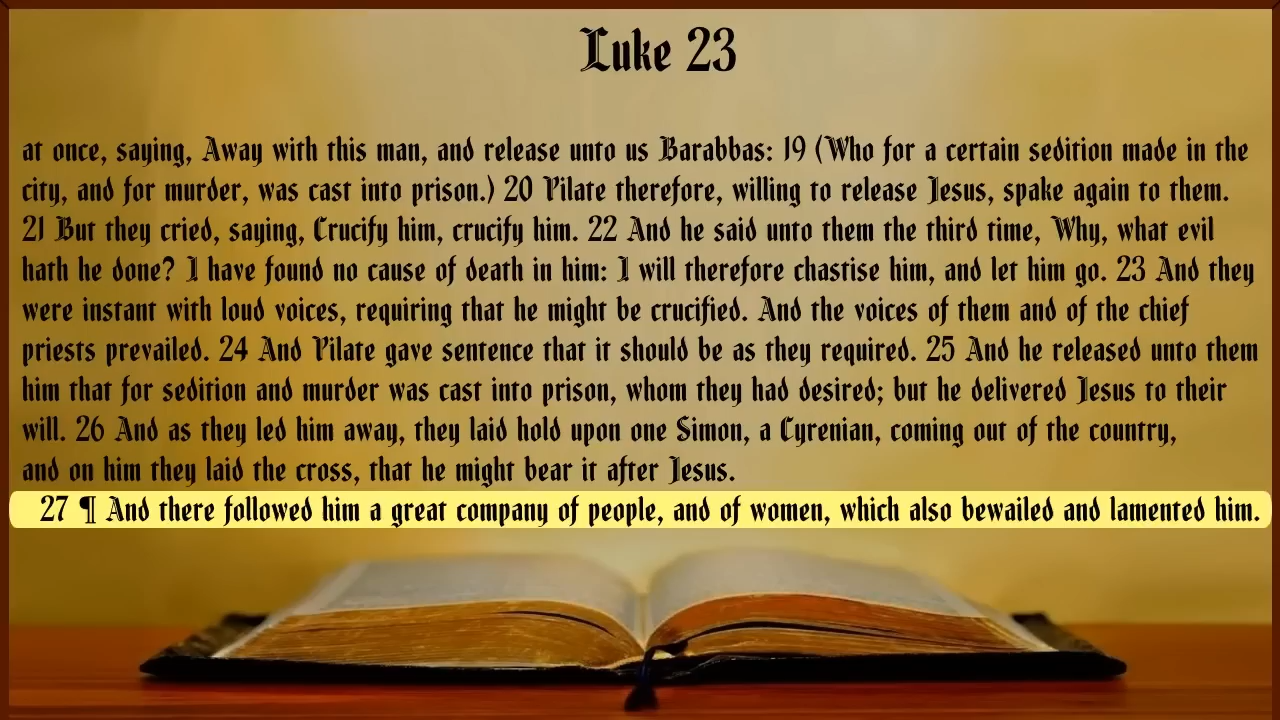 Luke 23
at once, saying, Away with this man, and release unto us Barabbas: 19 (Who for a certain sedition made in the
city, and for murder, was cast into prison.) 20 Pilate therefore, willing to release Jesus, spake again to them.
21 But they cried, saying, Crucify him, crucify him. 22 And he said unto them the third time, Why, what evil
hath he done? I have found no cause of death in him: I will therefore chastise him, and let him go. 23 And they
were instant with loud voices, requiring that he might be crucified. And the voices of them and of the chief
priests prevailed. 24 And Pilate gave sentence that it should be as they required. 25 And he released unto them
him that for sedition and murder was cast into prison, whom they had desired; but he delivered Jesus to their
will. 26 And as they led him away, they laid hold upon one Simon, a Cyrenian, coming out of the country,
and on him they laid the cross, that he might bear it after Jesus.
27 ¶ And there followed him a great company of people, and of women, which also bewailed and lamented him.